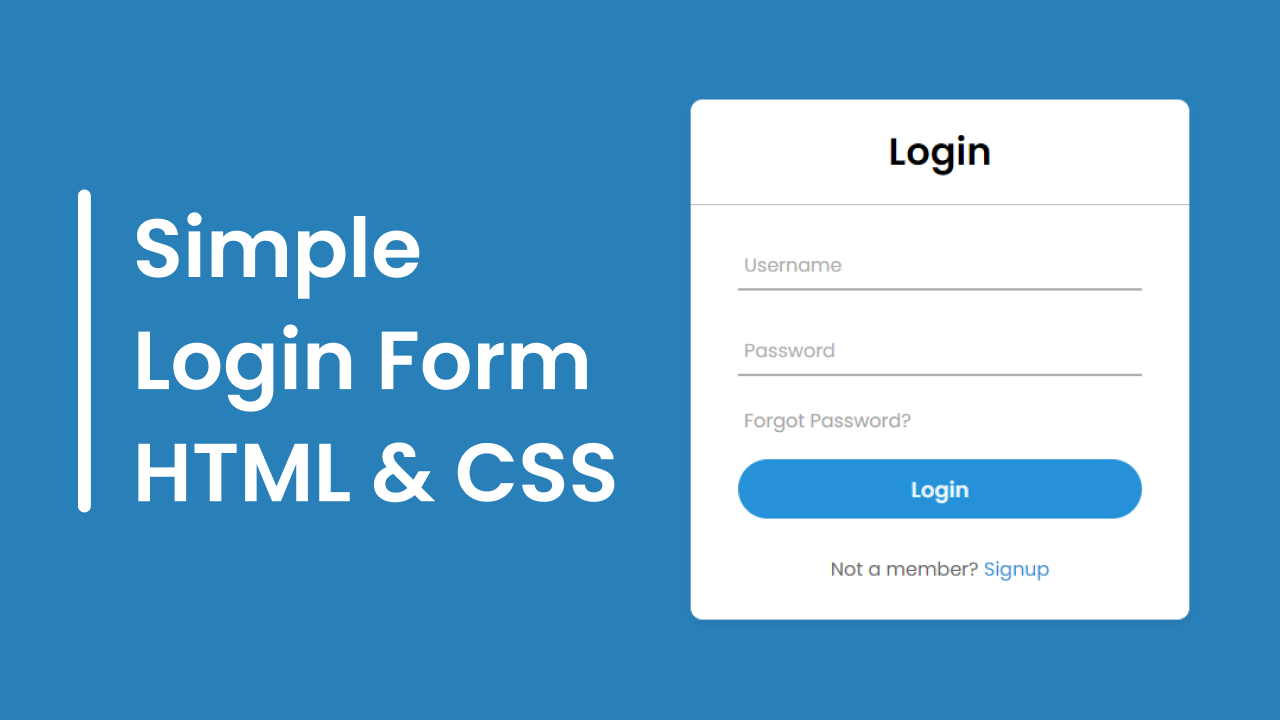 Simple
Login Form
HTML & CSS
Login
Username
Password
Forgot Password?
Login
Not a member? Signup